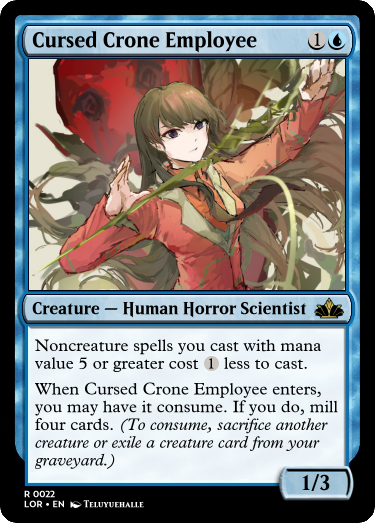 Cursed Crone Employee 1
Creature — Human Horror Scientist
Noncreature spells you cast with mana
value 5 or greater cost 1 less to cast.
When Cursed Crone Employee enters,
you may have it consume. If you do, mill
four cards. (To consume, sacrifice another
creature or exile a creature card from your
graveyard.)
1/3
R 0022
LOR • EN Teluyuehalle